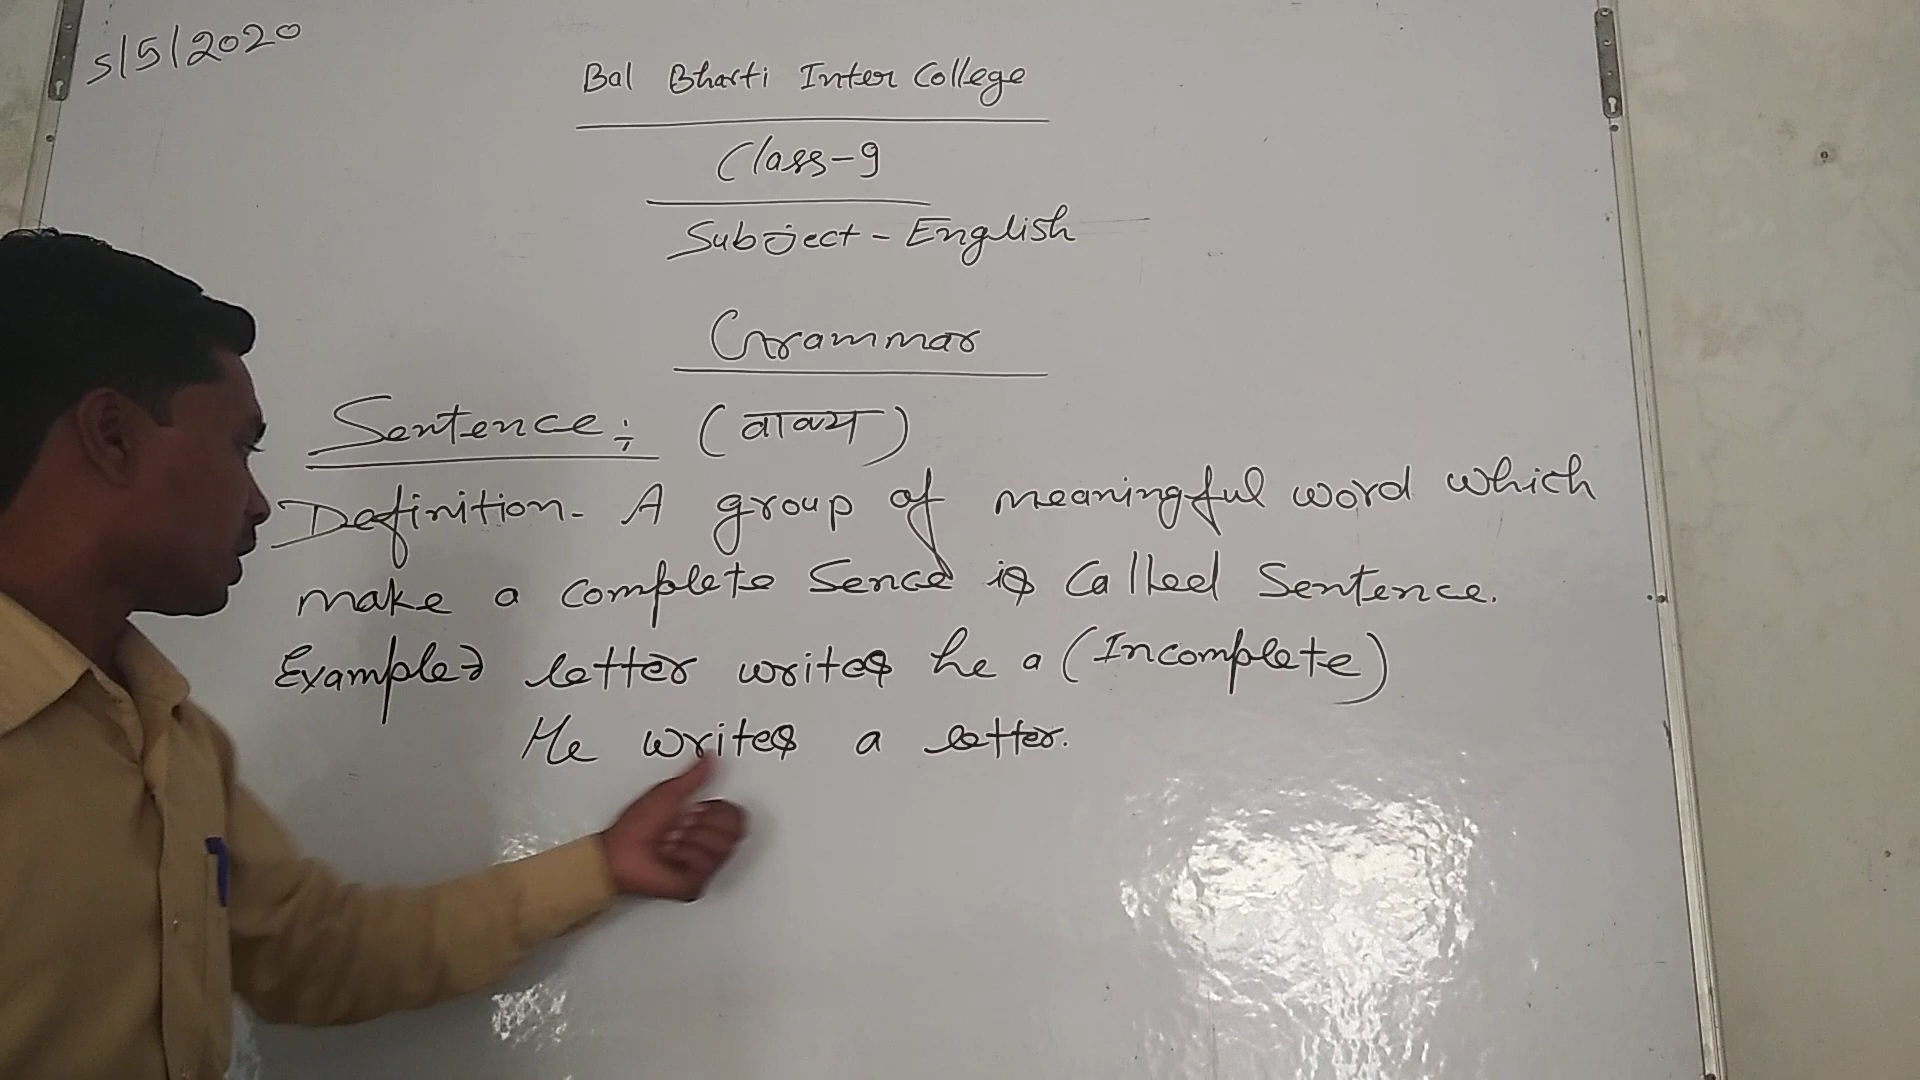 5/5/2020
Bal Bharti Inter College
Class-9
Subject - English
Grammar
Sentence :- (वाक्य)
Definition - A group of meaningful word which
make a complete Sence is Called Sentence.
Example → letter writes he a (Incomplete)
He writes a letter.